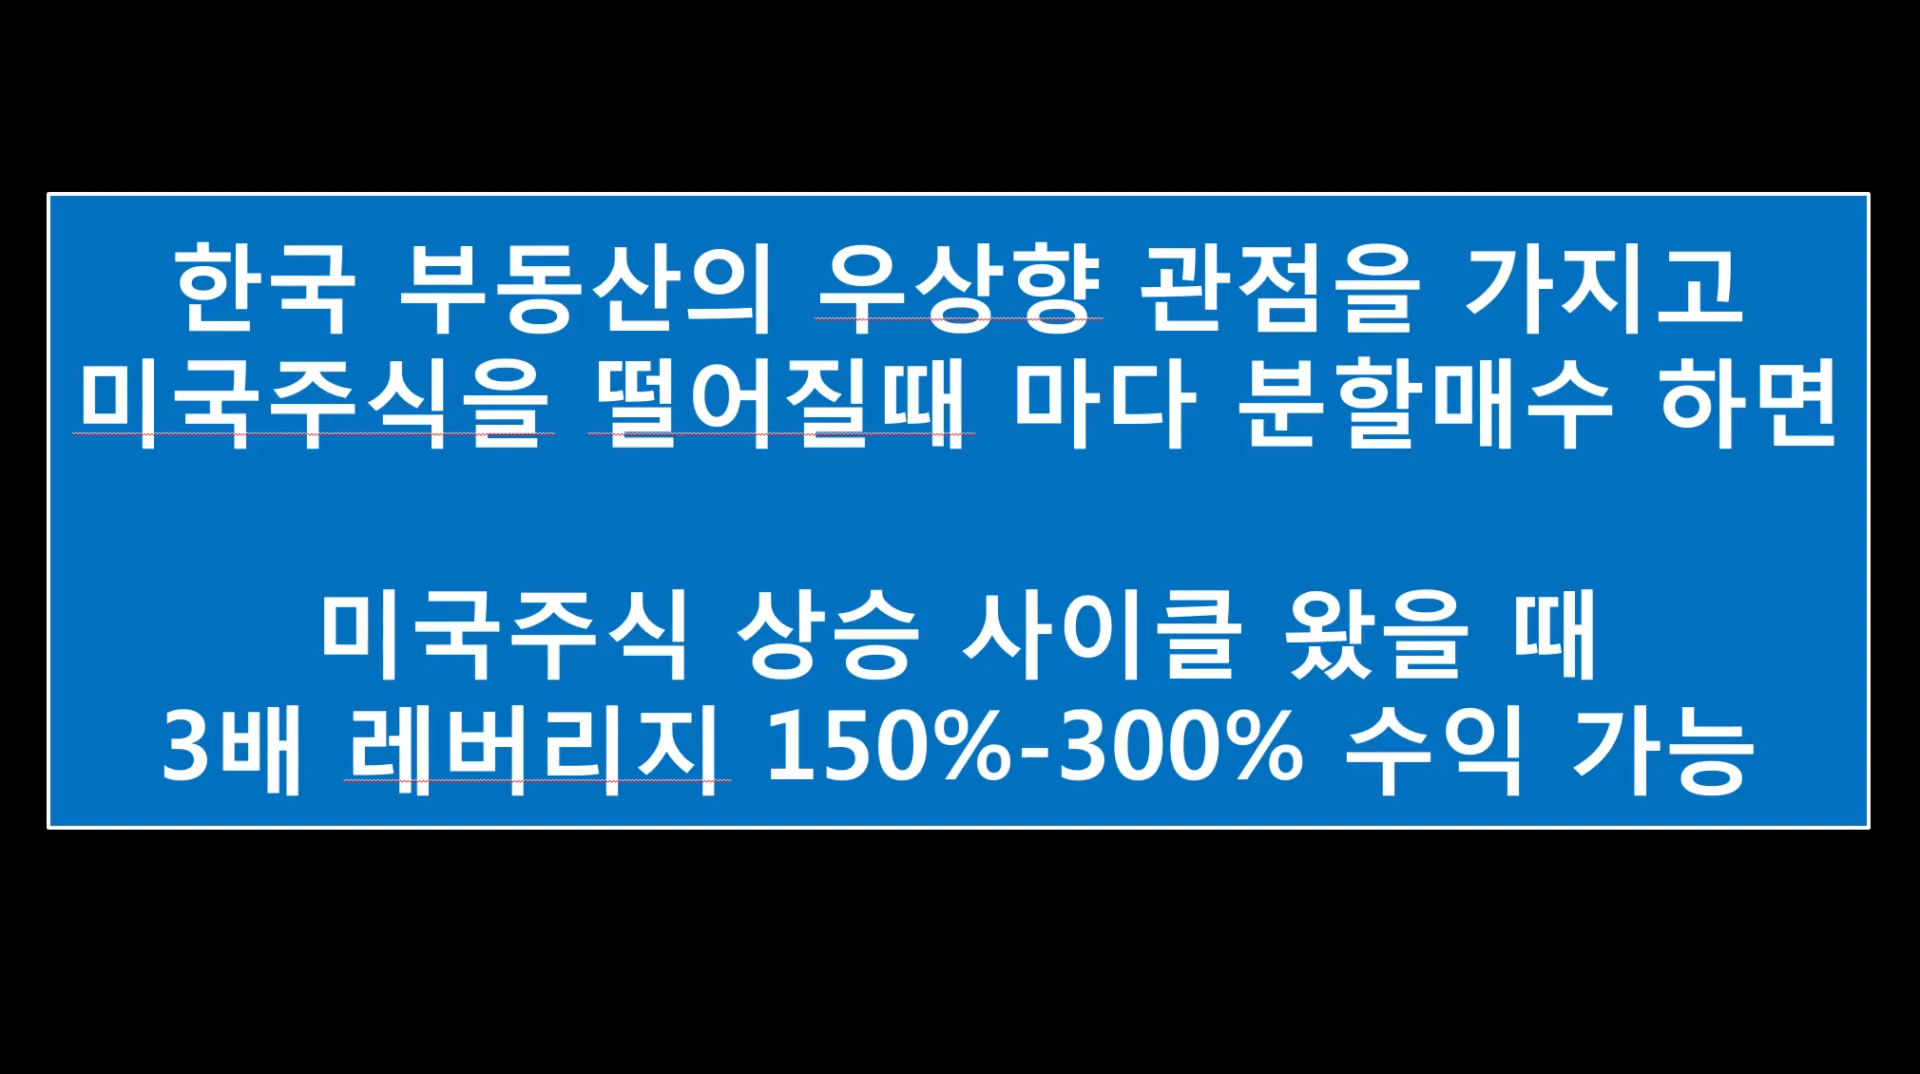 한국 부동산의 우상향 관점을 가지고
미국주식을 떨어질때 마다 분할매수 하면
미국주식 상승 사이클 왔을 때
3배 레버리지 150%-300% 수익 가능